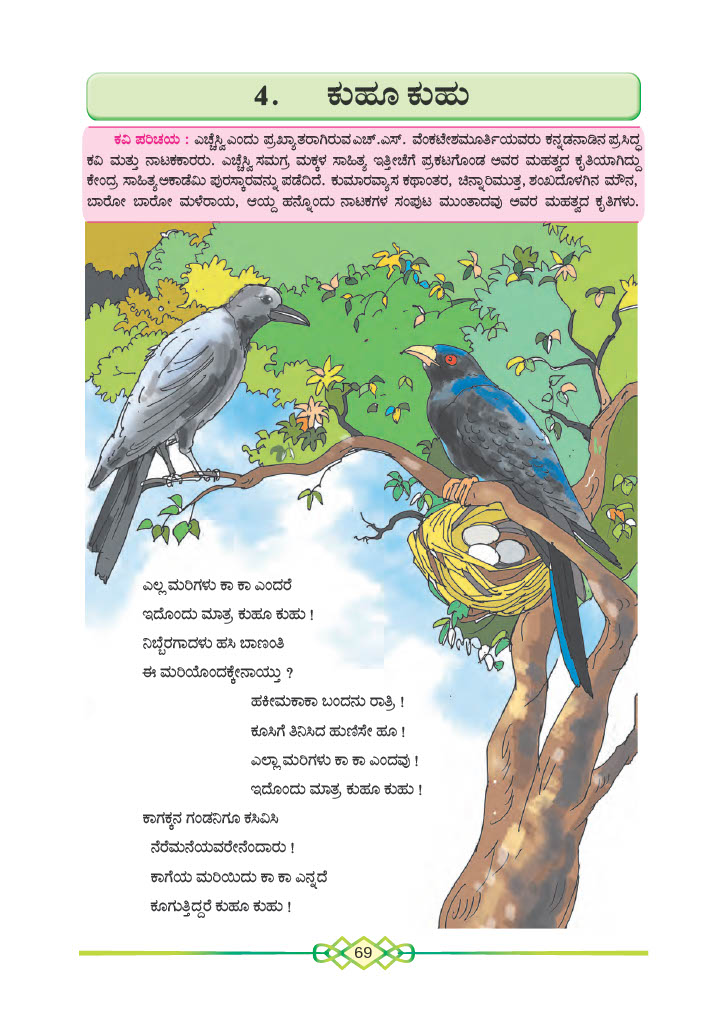 4. ಕುಹೂ ಕುಹು
ಕವಿ ಪರಿಚಯ : ಎಚ್ಚೆಸ್ವಿ ಎಂದು ಪ್ರಖ್ಯಾತರಾಗಿರುವ ಎಚ್.ಎಸ್. ವೆಂಕಟೇಶಮೂರ್ತಿಯವರು ಕನ್ನಡನಾಡಿನ ಪ್ರಸಿದ್ಧ
ಕವಿ ಮತ್ತು ನಾಟಕಕಾರರು. ಎಚ್ಚೆಸ್ವಿ ಸಮಗ್ರ ಮಕ್ಕಳ ಸಾಹಿತ್ಯ ಇತ್ತೀಚೆಗೆ ಪ್ರಕಟಗೊಂಡ ಅವರ ಮಹತ್ವದ ಕೃತಿಯಾಗಿದ್ದು
ಕೇಂದ್ರ ಸಾಹಿತ್ಯ ಅಕಾಡೆಮಿ ಪುರಸ್ಕಾರವನ್ನು ಪಡೆದಿದೆ. ಕುಮಾರವ್ಯಾಸ ಕಥಾಂತರ, ಚಿನ್ನಾರಿಮುತ್ತ, ಶಂಖದೊಳಗಿನ ಮೌನ,
ಬಾರೋ ಬಾರೋ ಮಳೆರಾಯ, ಆಯ್ದ ಹನ್ನೊಂದು ನಾಟಕಗಳ ಸಂಪುಟ ಮುಂತಾದವು ಅವರ ಮಹತ್ವದ ಕೃತಿಗಳು.
ಎಲ್ಲ ಮರಿಗಳು ಕಾ ಕಾ ಎಂದರೆ
ಇದೊಂದು ಮಾತ್ರ ಕುಹೂ ಕುಹು !
ನಿಬ್ಬೆರಗಾದಳು ಹಸಿ ಬಾಣಂತಿ
ಈ ಮರಿಯೊಂದಕ್ಕೇನಾಯ್ತು ?
ಹಕೀಮಕಾಕಾ ಬಂದನು ರಾತ್ರಿ !
ಕೂಸಿಗೆ ತಿನಿಸಿದ ಹುಣಿಸೇ ಹೂ !
ಎಲ್ಲಾ ಮರಿಗಳು ಕಾ ಕಾ ಎಂದವು !
ಇದೊಂದು ಮಾತ್ರ ಕುಹೂ ಕುಹು !
ಕಾಗಕ್ಕನ ಗಂಡನಿಗೂ ಕಸಿವಿಸಿ
ನೆರೆಮನೆಯವರೇನೆಂದಾರು !
ಕಾಗೆಯ ಮರಿಯಿದು ಕಾ ಕಾ ಎನ್ನದೆ
ಕೂಗುತ್ತಿದ್ದರೆ ಕುಹೂ ಕುಹು !
69